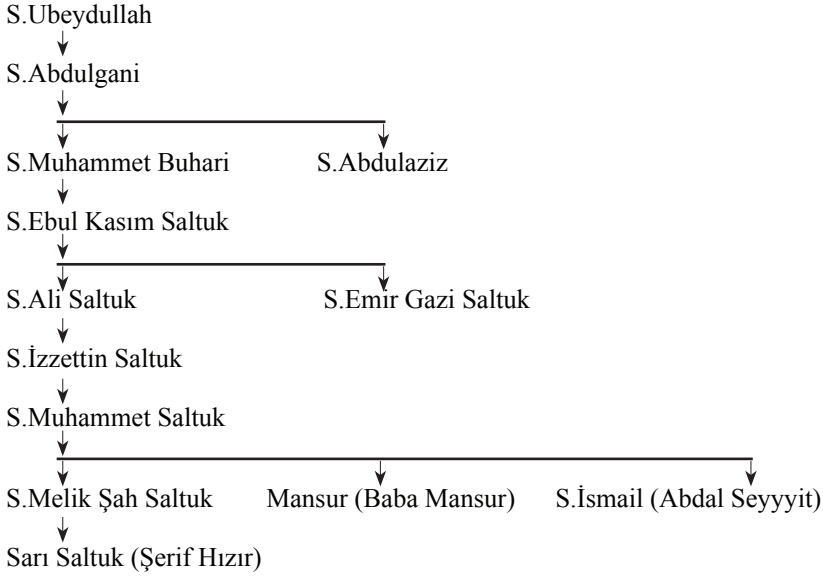 S.Ubeydullah
S.Abdulgani
S.Muhammet Buhari S.Abdulaziz
S.Ebul Kasım Saltuk
S.Ali Saltuk S.Emir Gazi Saltuk
S.İzzettin Saltuk
S.Muhammet Saltuk
S.Melik Şah Saltuk Mansur (Baba Mansur) S.İsmail (Abdal Seyyyit)
Sarı Saltuk (Şerif Hızır)